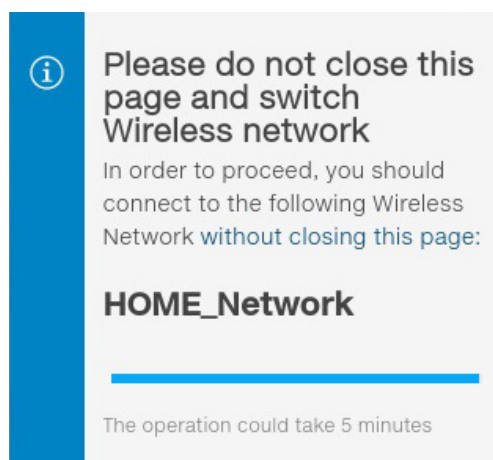 Please do not close this
page and switch
Wireless network
In order to proceed, you should
connect to the following Wireless
Network without closing this page:
HOME_Network
The operation could take 5 minutes